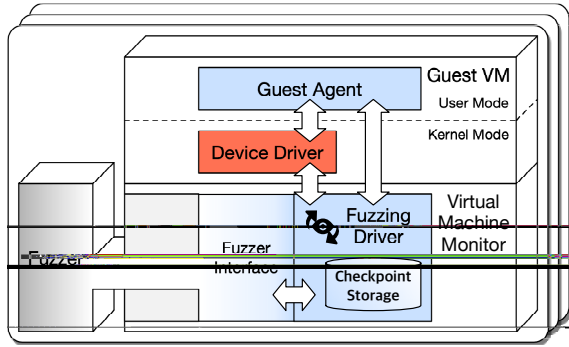 Guest VM
Guest Agent
User Mode
Kernel Mode
Device Driver
Virtual
Machine
Monitor
Fuzzing
Driver
Fuzzer
Fuzzer
Interface
Checkpoint
Storage